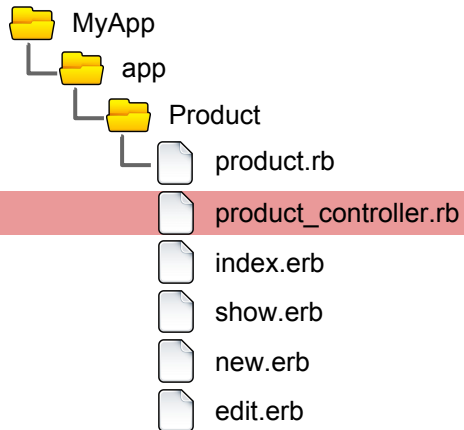 MyApp
app
Product
product.rb
product_controller.rb
index.erb
show.erb
new.erb
edit.erb